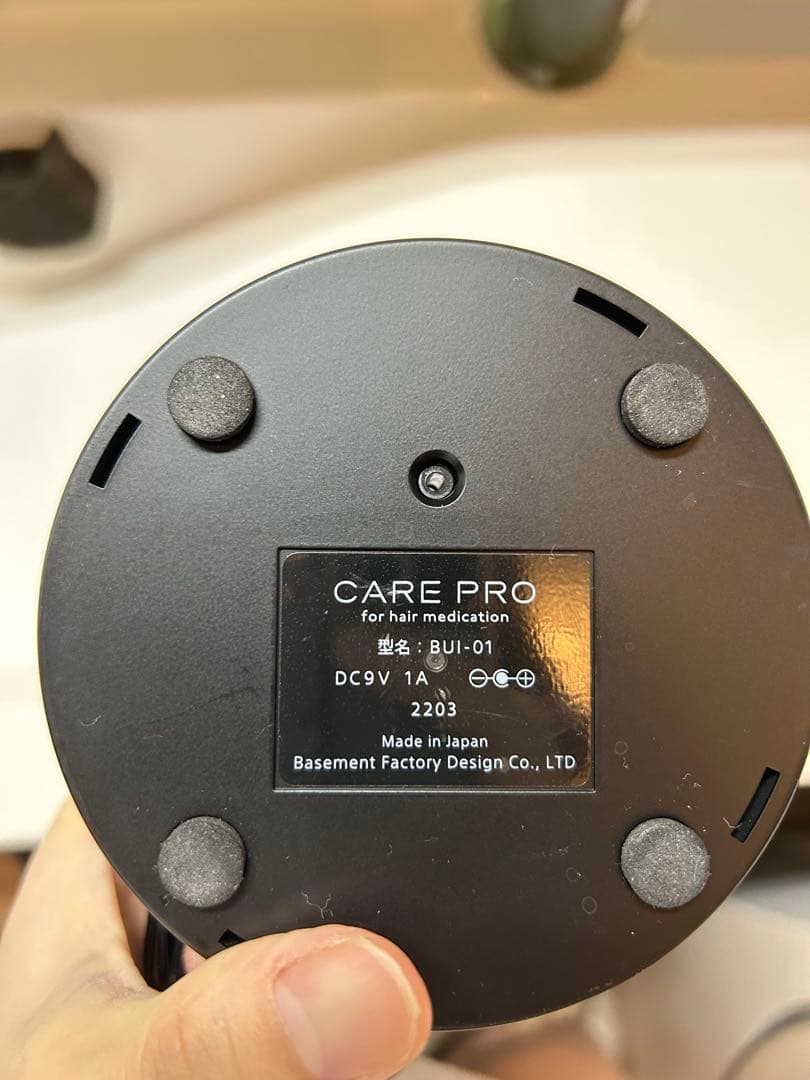 CARE PRO
for hair medication
型名：BUI-01
DC9V 1A ⊖-●-⊕
2203
Made in Japan
Basement Factory Design Co., LTD